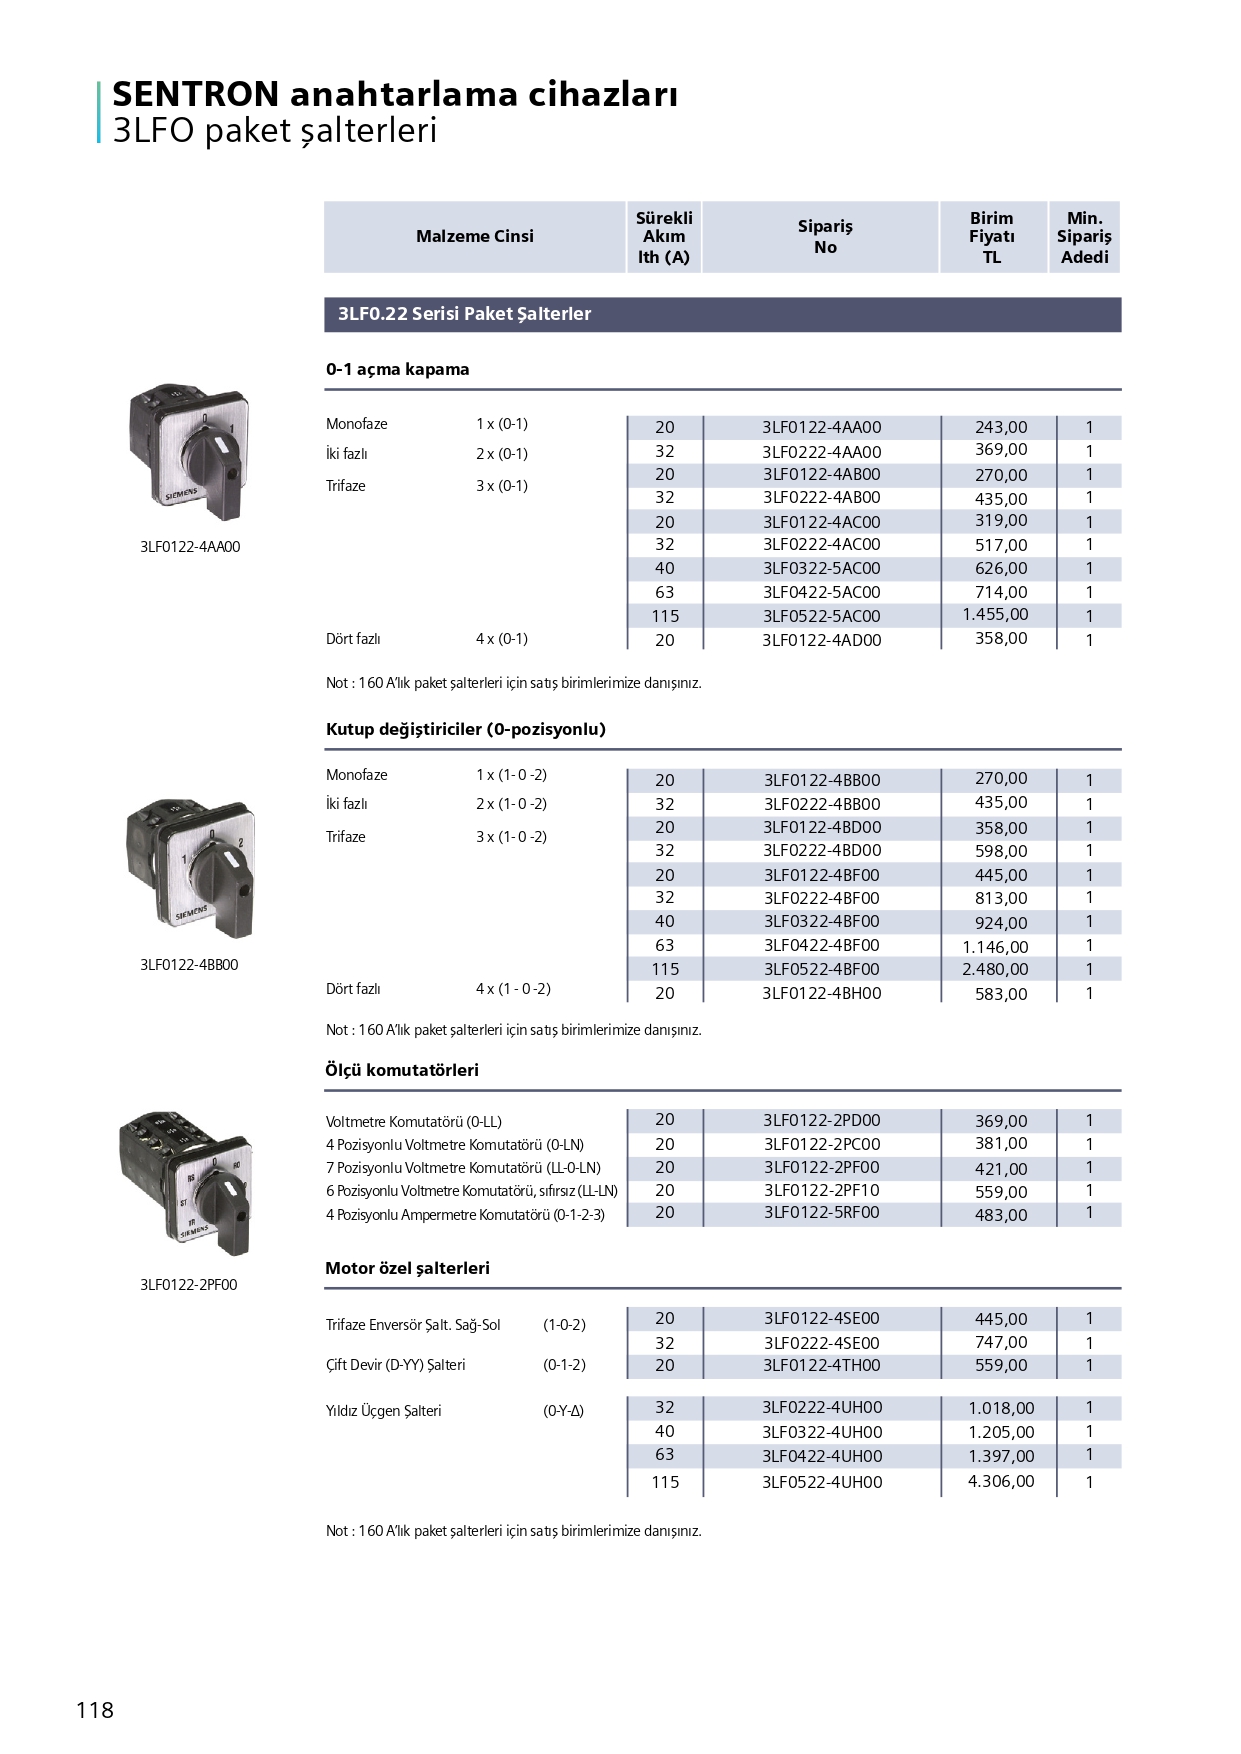 SENTRON anahtarlama cihazları
3LFO paket şalterleri
Malzeme Cinsi
Sürekli
Akım
Ith (A)
Sipariş
No
Birim
Fiyatı
TL
Min.
Sipariş
Adedi
3LF0.22 Serisi Paket Şalterler
0-1 açma kapama
Monofaze 1 x (0-1) 20 3LF0122-4AA00 243,00 1
İki fazlı 2 x (0-1) 32 3LF0222-4AA00 369,00 1
20 3LF0122-4AB00 270,00 1
Trifaze 3 x (0-1) 32 3LF0222-4AB00 435,00 1
20 3LF0122-4AC00 319,00 1
32 3LF0222-4AC00 517,00 1
40 3LF0322-5AC00 626,00 1
63 3LF0422-5AC00 714,00 1
115 3LF0522-5AC00 1.455,00 1
Dört fazlı 4 x (0-1) 20 3LF0122-4AD00 358,00 1
0
1
SIEMENS
3LF0122-4AA00
Not : 160 A’lık paket şalterleri için satış birimlerimize danışınız.
Kutup değiştiriciler (0-pozisyonlu)
Monofaze 1 x (1- 0 -2) 20 3LF0122-4BB00 270,00 1
İki fazlı 2 x (1- 0 -2) 32 3LF0222-4BB00 435,00 1
20 3LF0122-4BD00 358,00 1
Trifaze 3 x (1- 0 -2) 32 3LF0222-4BD00 598,00 1
20 3LF0122-4BF00 445,00 1
32 3LF0222-4BF00 813,00 1
40 3LF0322-4BF00 924,00 1
63 3LF0422-4BF00 1.146,00 1
115 3LF0522-4BF00 2.480,00 1
Dört fazlı 4 x (1 - 0 -2) 20 3LF0122-4BH00 583,00 1
0
1
2
SIEMENS
3LF0122-4BB00
Not : 160 A’lık paket şalterleri için satış birimlerimize danışınız.
Ölçü komutatörleri
Voltmetre Komutatörü (0-LL) 20 3LF0122-2PD00 369,00 1
4 Pozisyonlu Voltmetre Komutatörü (0-LN) 20 3LF0122-2PC00 381,00 1
7 Pozisyonlu Voltmetre Komutatörü (LL-0-LN) 20 3LF0122-2PF00 421,00 1
6 Pozisyonlu Voltmetre Komutatörü, sıfırsız (LL-LN) 20 3LF0122-2PF10 559,00 1
4 Pozisyonlu Ampermetre Komutatörü (0-1-2-3) 20 3LF0122-5RF00 483,00 1
0
RS
RO
ST
TR
SIEMENS
3LF0122-2PF00
Motor özel şalterleri
Trifaze Enversör Şalt. Sağ-Sol (1-0-2) 20 3LF0122-4SE00 445,00 1
32 3LF0222-4SE00 747,00 1
Çift Devir (D-YY) Şalteri (0-1-2) 20 3LF0122-4TH00 559,00 1
Yıldız Üçgen Şalteri (0-Y-Δ) 32 3LF0222-4UH00 1.018,00 1
40 3LF0322-4UH00 1.205,00 1
63 3LF0422-4UH00 1.397,00 1
115 3LF0522-4UH00 4.306,00 1
Not : 160 A’lık paket şalterleri için satış birimlerimize danışınız.
118